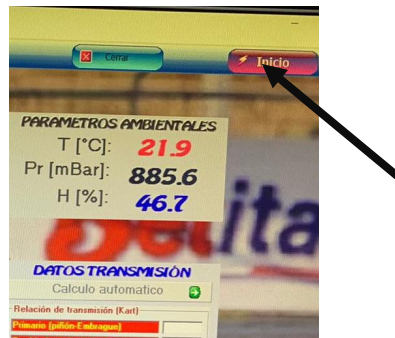 Cerrar
Inicio
PARAMETROS AMBIENTALES
T [°C]: 21.9
Pr [mBar]: 885.6
H [%]: 46.7
DATOS TRANSMISIÓN
Calculo automatico
Relación de transmisión (Kart)
Primario (piñón-Embrague)